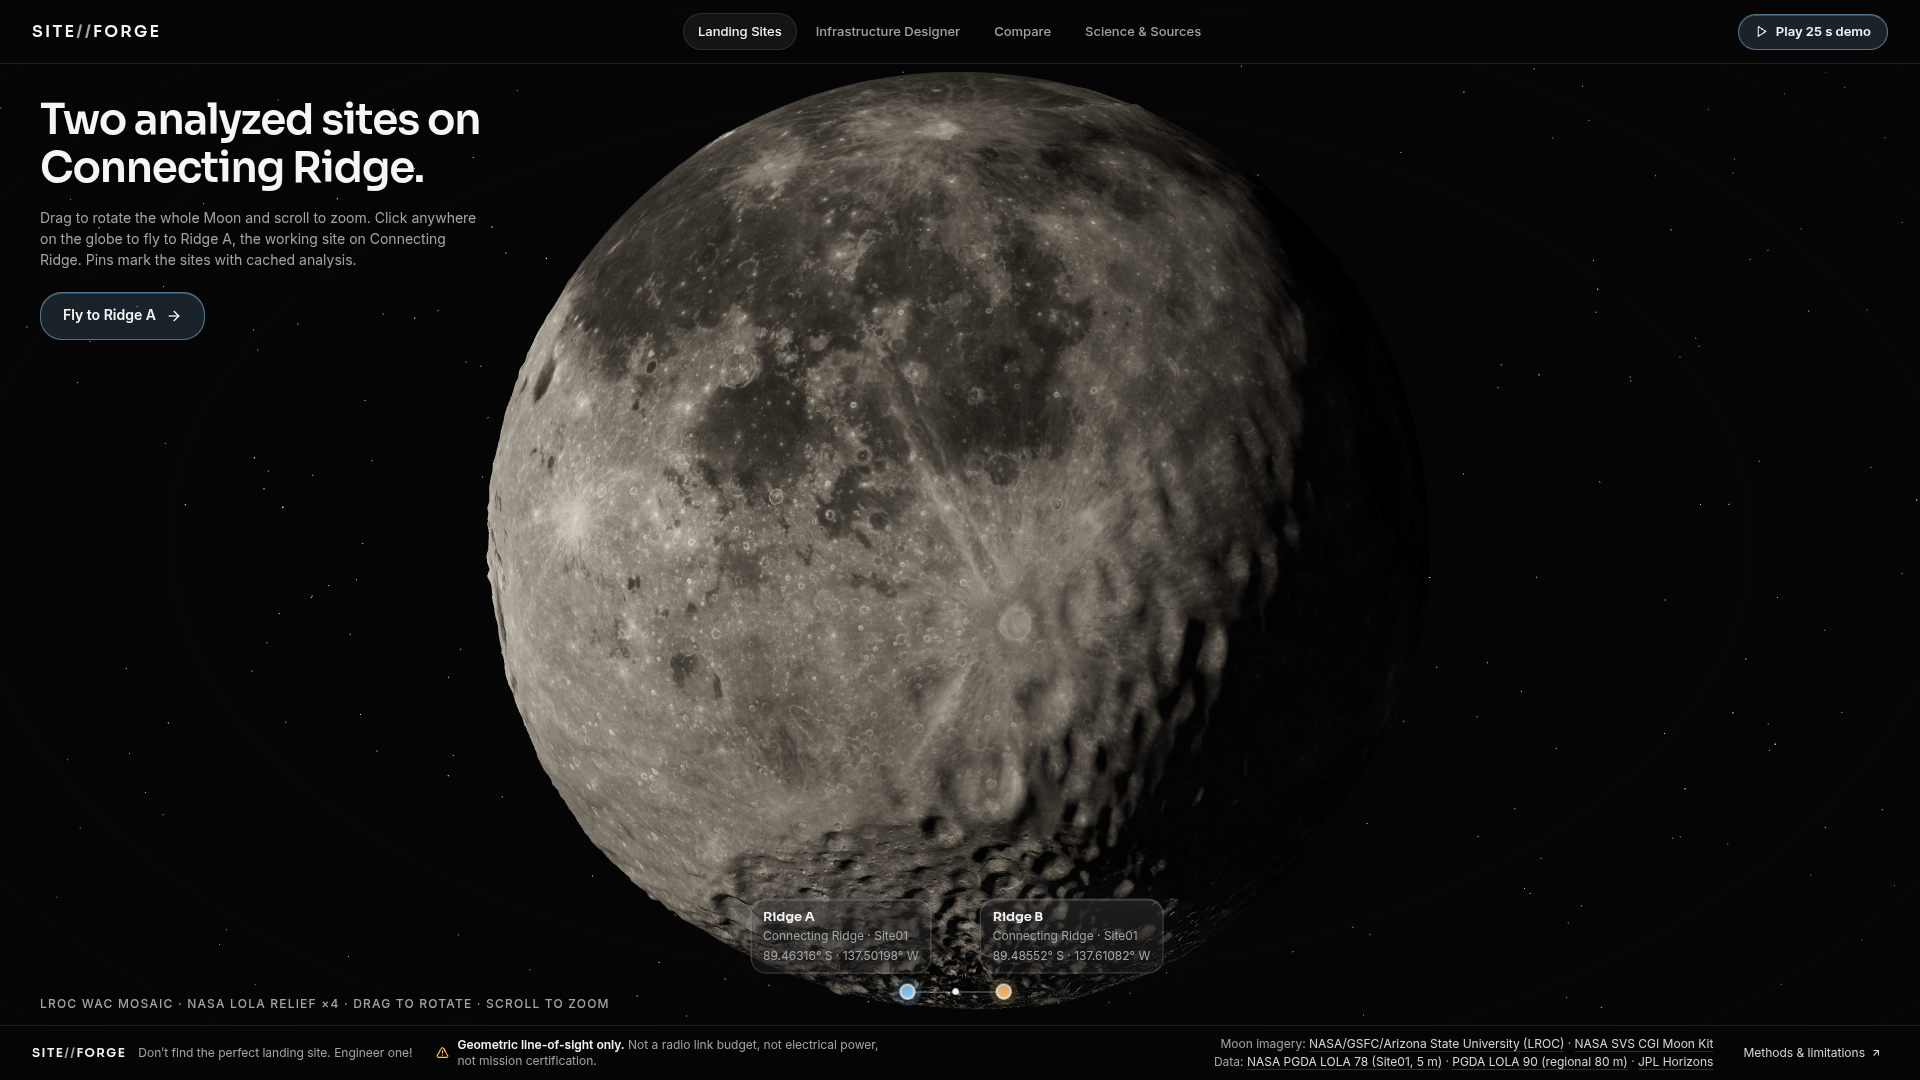 SITE//FORGE
Landing Sites
Infrastructure Designer
Compare
Science & Sources
Play 25 s demo
Two analyzed sites on
Connecting Ridge.
Drag to rotate the whole Moon and scroll to zoom. Click anywhere
on the globe to fly to Ridge A, the working site on Connecting
Ridge. Pins mark the sites with cached analysis.
Fly to Ridge A →
Ridge A
Connecting Ridge · Site01
89.46316° S · 137.50198° W
Ridge B
Connecting Ridge · Site01
89.48552° S · 137.61082° W
LROC WAC MOSAIC · NASA LOLA RELIEF ×4 · DRAG TO ROTATE · SCROLL TO ZOOM
SITE//FORGE
Don't find the perfect landing site. Engineer one!
Geometric line-of-sight only. Not a radio link budget, not electrical power,
not mission certification.
Moon imagery: NASA/GSFC/Arizona State University (LROC) · NASA SVS CGI Moon Kit
Data: NASA PGDA LOLA 78 (Site01, 5 m) · PGDA LOLA 90 (regional 80 m) · JPL Horizons
Methods & limitations ↗